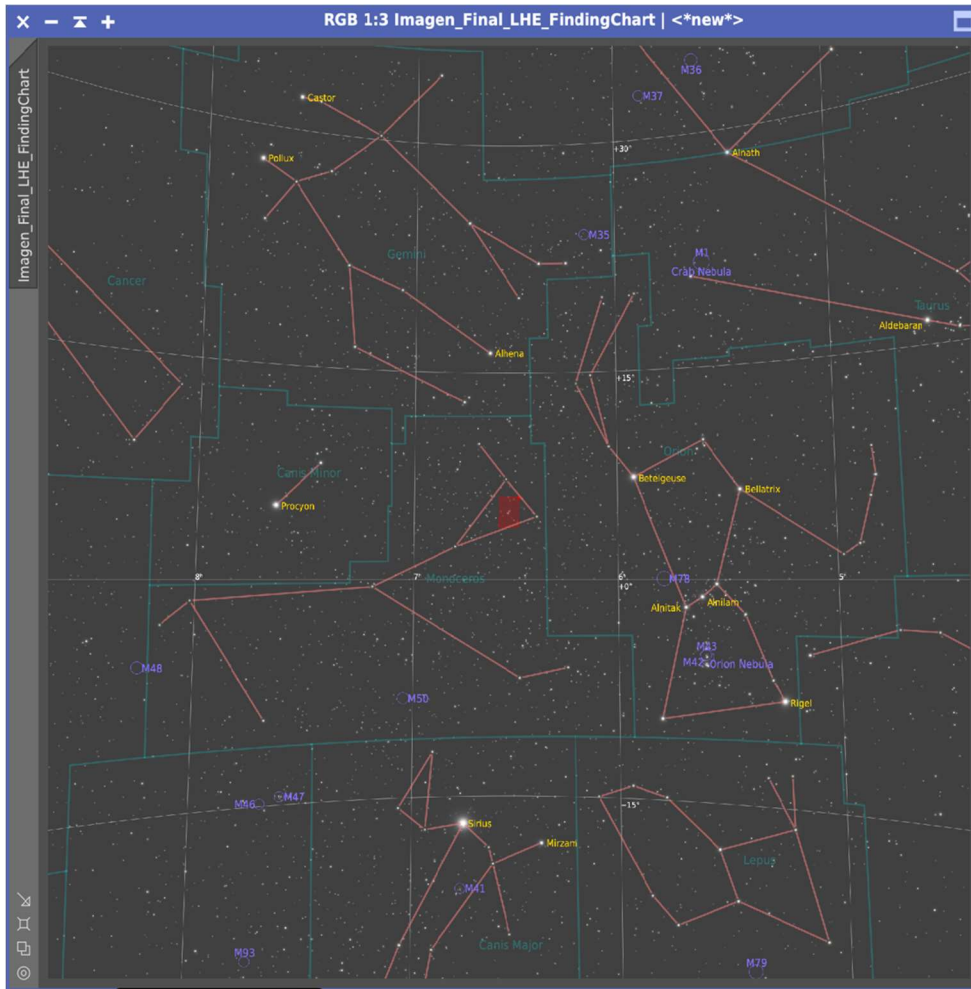 RGB 1:3 Imagen_Final_LHE_FindingChart | <*new*>
Imagen_Final_LHE_FindingChart
M36
Castor
M37
+30°
Alnath
Pollux
M35
Gemini
M1
Crab Nebula
Cancer
Taurus
Aldebaran
Alhena
+15°
Orion
Canis Minor
Betelgeuse
Bellatrix
Procyon
8h
7h
6h
+0°
5h
M78
Monoceros
Alnitak
Alnilam
M43
M42
Orion Nebula
M48
M50
Rigel
M47
M46
-15°
Sirius
Mirzam
Lepus
M41
Canis Major
M93
M79